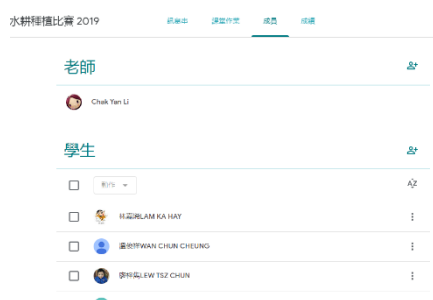 水耕種植比賽 2019
訊息串 課堂作業 成員 成績
老師
Chak Yan Li
學生
動作
AZ
LAM KA HAY
WAN CHUN CHEUNG
LEW TSZ CHUN